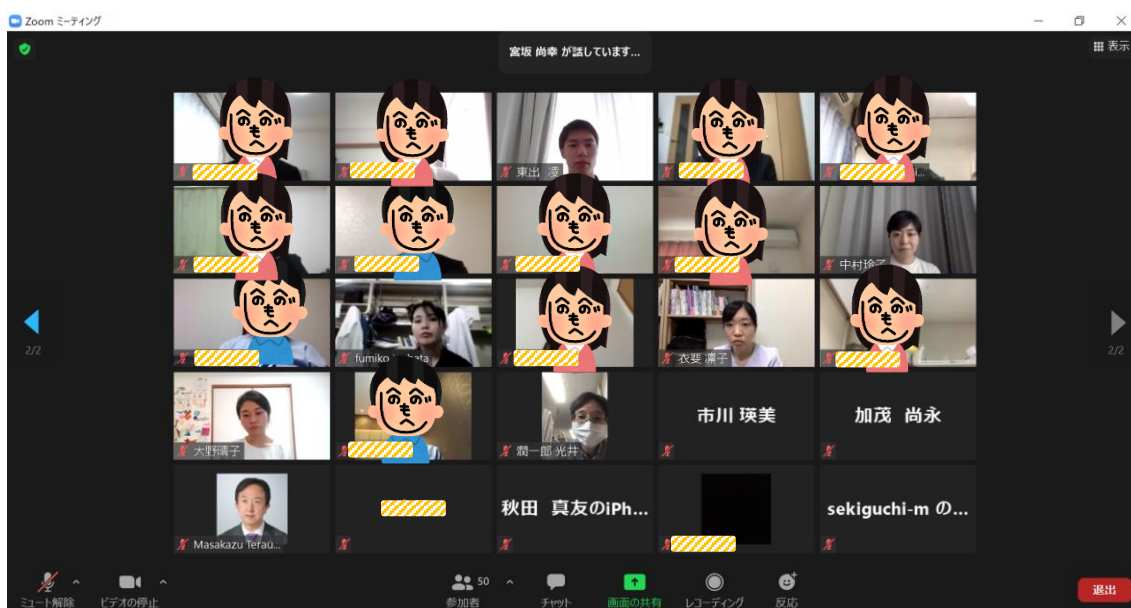 Zoom ミーティング
宮坂 尚幸 が話しています...
表示
東出 凌
i...
中村玲子
2/2
2/2
fumiko
bata
衣斐 凜子
大野晴子
潤一郎 光井
市川 瑛美
加茂 尚永
Masakazu Terau...
秋田 真友のiPh...
sekiguchi-m の...
ミュート解除
ビデオの停止
50
参加者
チャット
画面の共有
レコーディング
反応
退出